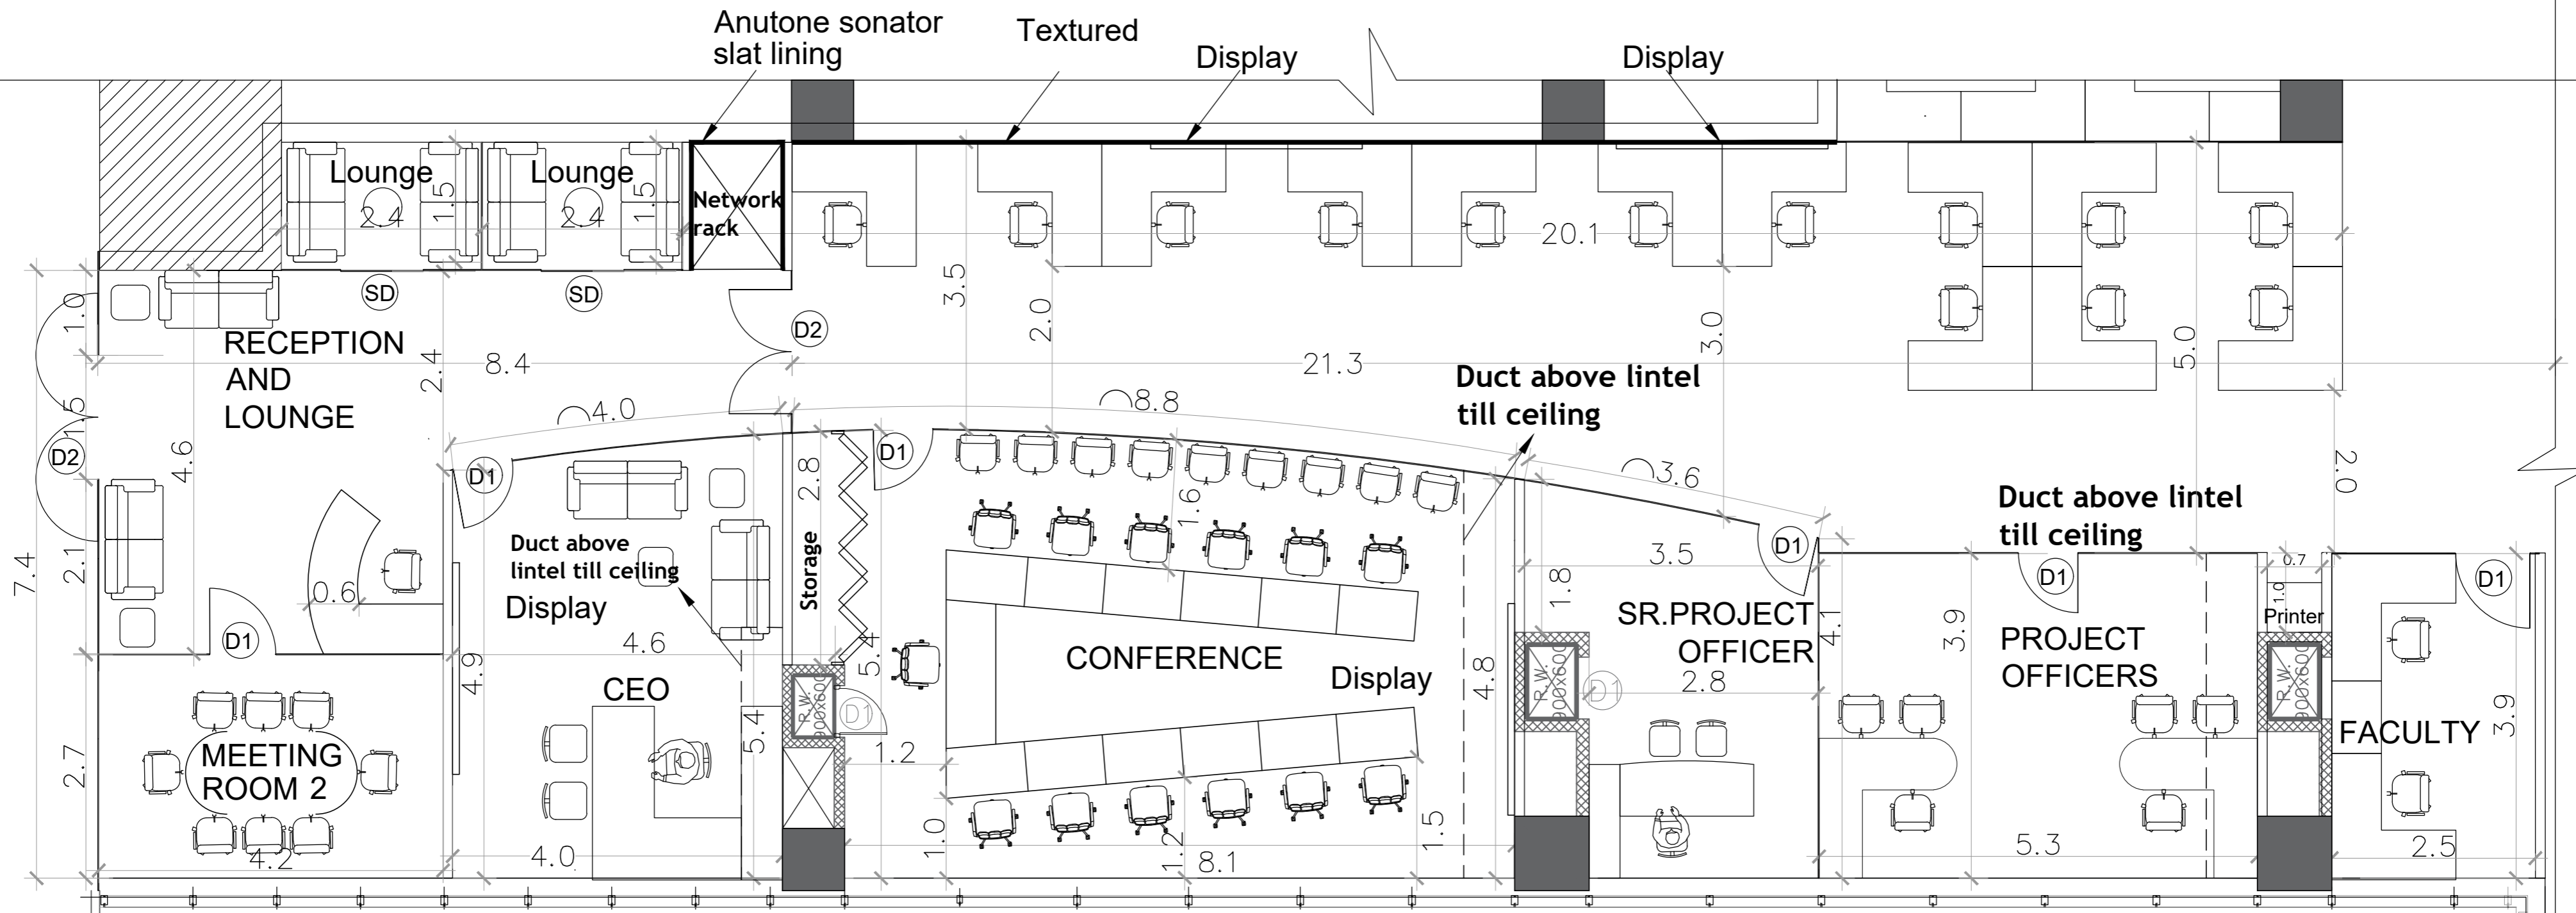 Anutone sonator
slat lining
Textured
Display
Display
Lounge
Lounge
1.5
1.5
2.4
2.4
Network
rack
20.1
SD
SD
1.0
3.5
2.0
3.0
5.0
D2
RECEPTION
AND
LOUNGE
2.4
8.4
21.3
Duct above lintel
till ceiling
4.0
8.8
1.5
D2
4.6
D1
2.8
D1
1.6
3.6
2.0
Duct above lintel
till ceiling
7.4
2.1
0.6
Duct above
lintel till ceiling
Display
Storage
3.5
1.8
D1
D1
0.7
1.0
Printer
D1
D1
4.9
4.6
5.4
CONFERENCE
Display
4.8
SR.PROJECT
OFFICER
4.1
3.9
PROJECT
OFFICERS
CEO
R.W.
900x600
D1
R.W.
900x600
D1
2.8
R.W.
900x600
FACULTY
3.9
MEETING
ROOM 2
2.7
5.4
1.2
4.2
4.0
1.0
1.2
8.1
1.5
5.3
2.5